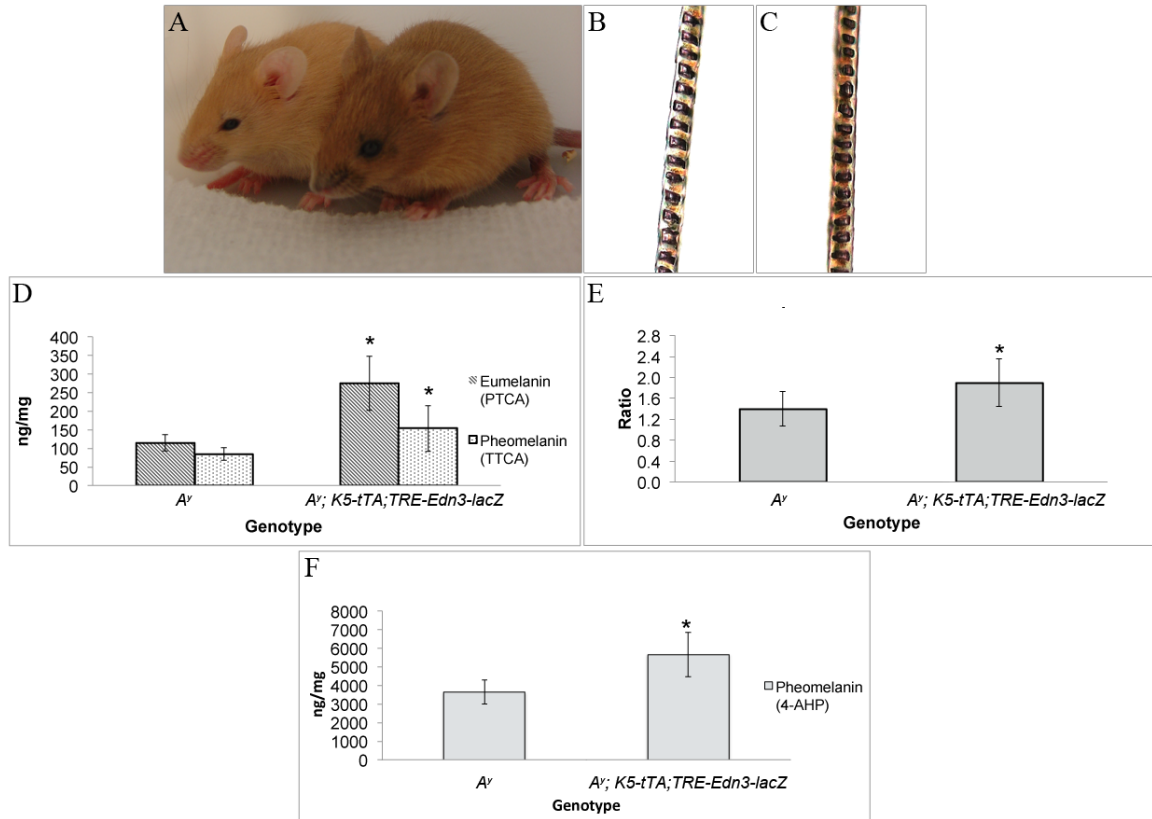 A
B
C
D
400
350
300
250
200
150
100
50
0
ng/mg
*
*
Eumelanin
(PTCA)
Pheomelanin
(TTCA)
Aʸ
Aʸ; K5-tTA;TRE-Edn3-lacZ
Genotype
E
2.8
2.4
2.0
1.6
1.2
0.8
0.4
0.0
Ratio
*
Aʸ
Aʸ; K5-tTA;TRE-Edn3-lacZ
Genotype
F
8000
7000
6000
5000
4000
3000
2000
1000
0
ng/mg
*
Pheomelanin
(4-AHP)
Aʸ
Aʸ; K5-tTA;TRE-Edn3-lacZ
Genotype